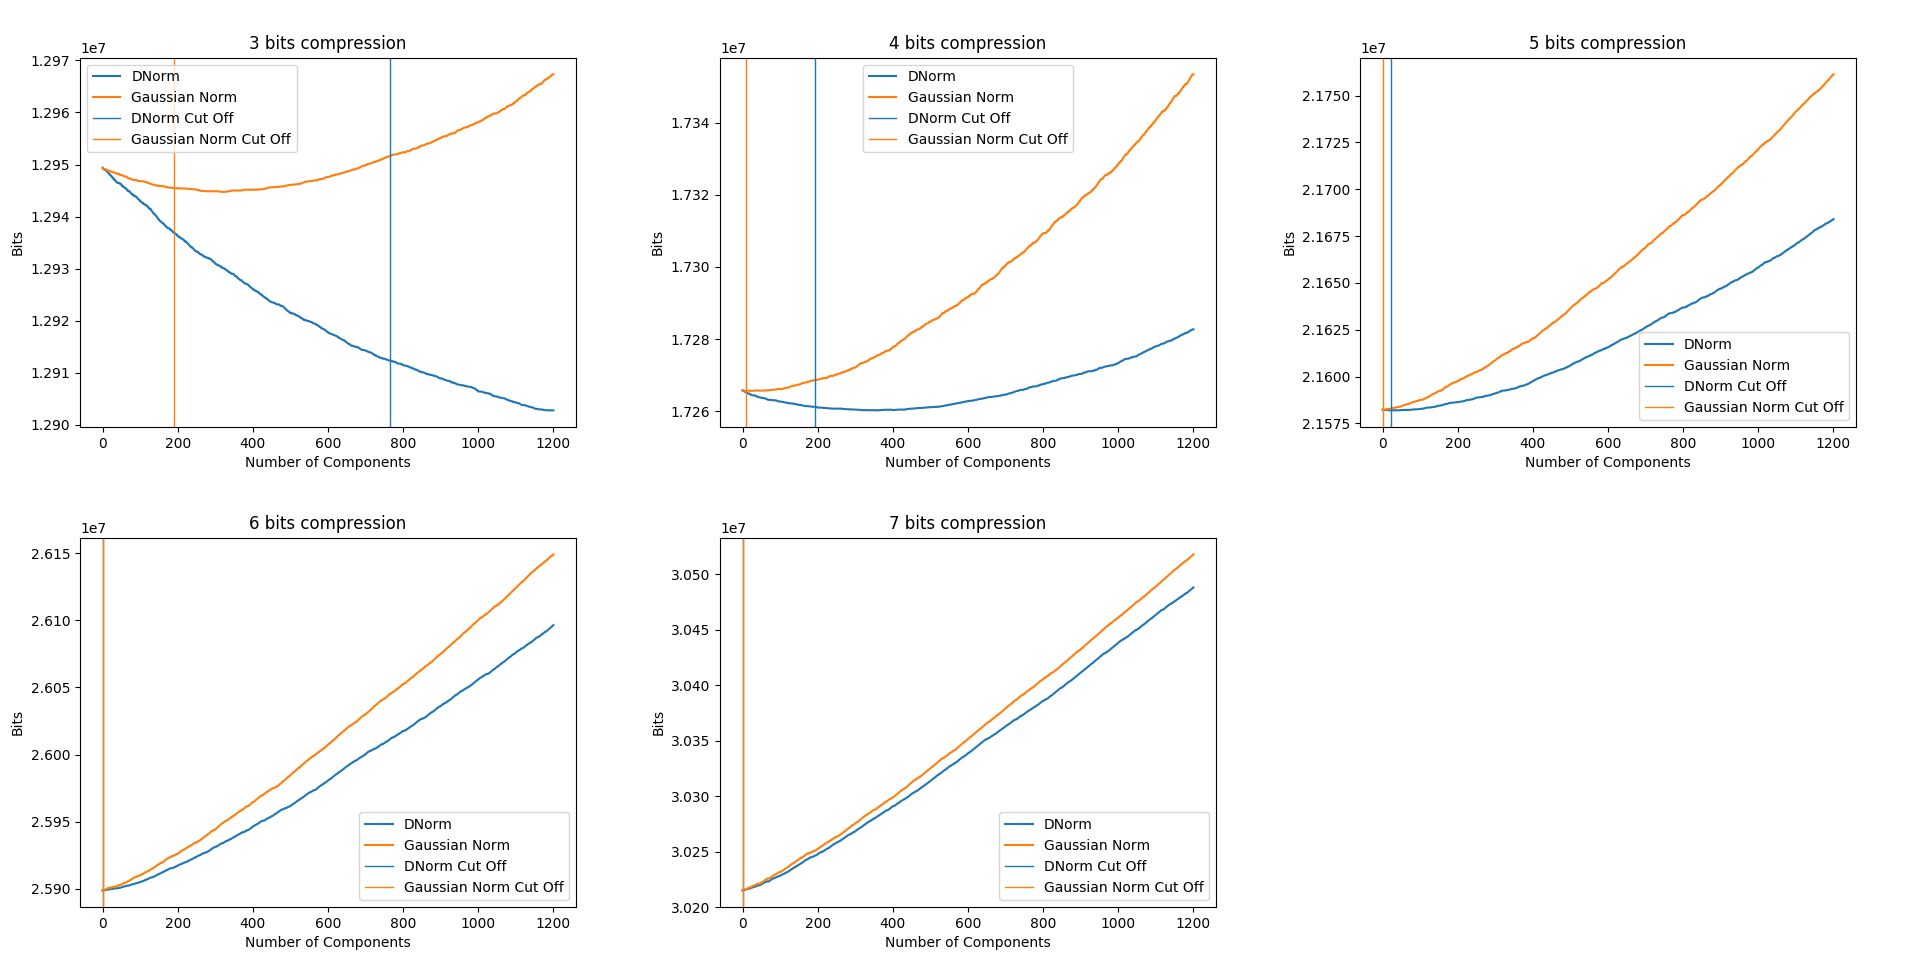 3 bits compression
1e7
1.297
1.296
1.295
1.294
1.293
1.292
1.291
1.290
Bits
DNorm
Gaussian Norm
DNorm Cut Off
Gaussian Norm Cut Off
0 200 400 600 800 1000 1200
Number of Components
4 bits compression
1e7
1.734
1.732
1.730
1.728
1.726
Bits
DNorm
Gaussian Norm
DNorm Cut Off
Gaussian Norm Cut Off
0 200 400 600 800 1000 1200
Number of Components
5 bits compression
1e7
2.1750
2.1725
2.1700
2.1675
2.1650
2.1625
2.1600
2.1575
Bits
DNorm
Gaussian Norm
DNorm Cut Off
Gaussian Norm Cut Off
0 200 400 600 800 1000 1200
Number of Components
6 bits compression
1e7
2.615
2.610
2.605
2.600
2.595
2.590
Bits
DNorm
Gaussian Norm
DNorm Cut Off
Gaussian Norm Cut Off
0 200 400 600 800 1000 1200
Number of Components
7 bits compression
1e7
3.050
3.045
3.040
3.035
3.030
3.025
3.020
Bits
DNorm
Gaussian Norm
DNorm Cut Off
Gaussian Norm Cut Off
0 200 400 600 800 1000 1200
Number of Components